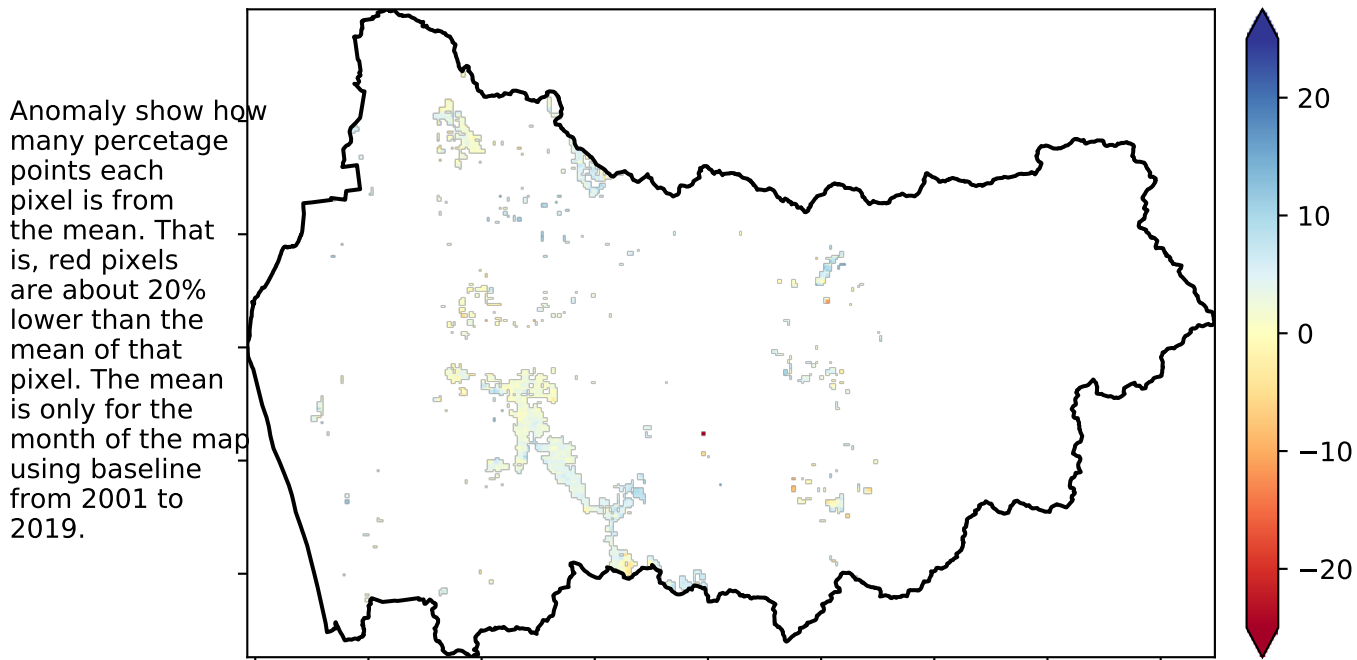 Anomaly show how
many percetage
points each
pixel is from
the mean. That
is, red pixels
are about 20%
lower than the
mean of that
pixel. The mean
is only for the
month of the map
using baseline
from 2001 to
2019.
20
10
0
−10
−20